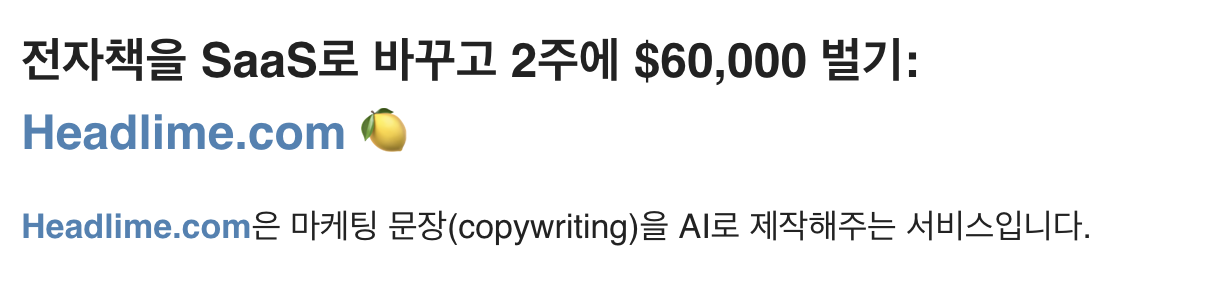 전자책을 SaaS로 바꾸고 2주에 $60,000 벌기:
Headlime.com 🍋
Headlime.com은 마케팅 문장(copywriting)을 AI로 제작해주는 서비스입니다.